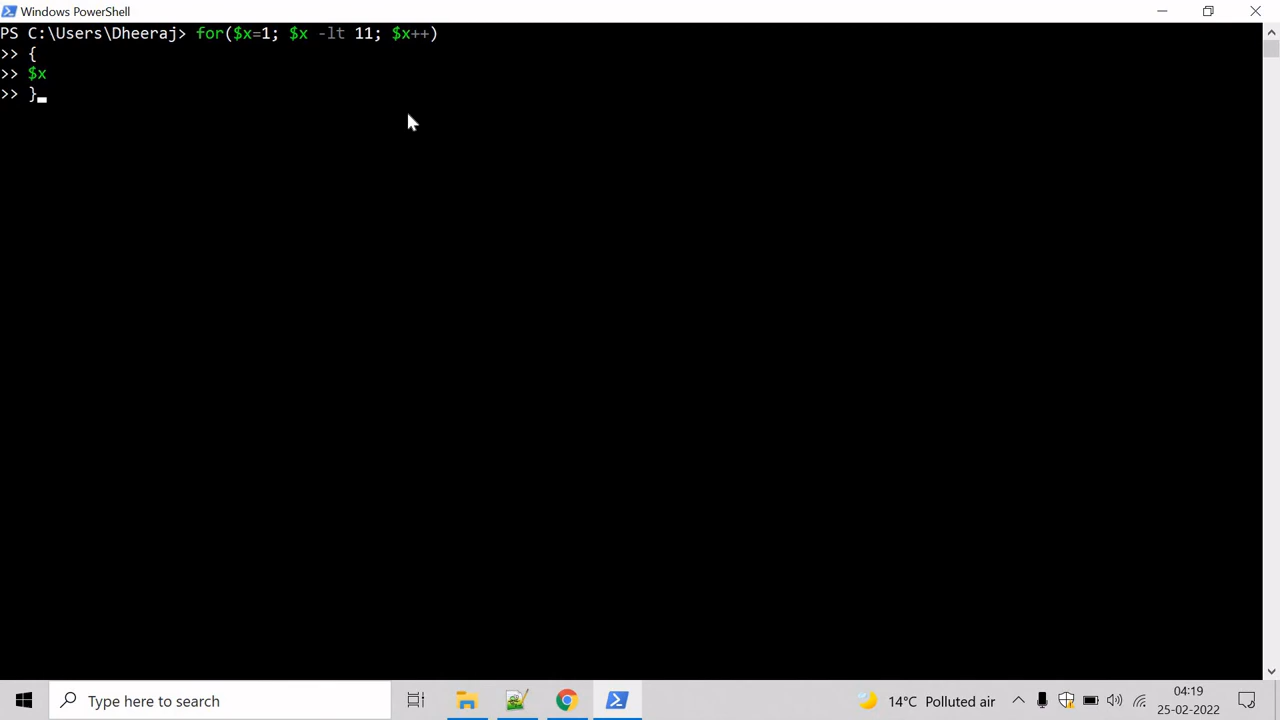 Windows PowerShell
PS C:\Users\Dheeraj> for($x=1; $x -lt 11; $x++)
>> {
>> $x
>> }
Type here to search
14°C Polluted air
04:19
25-02-2022